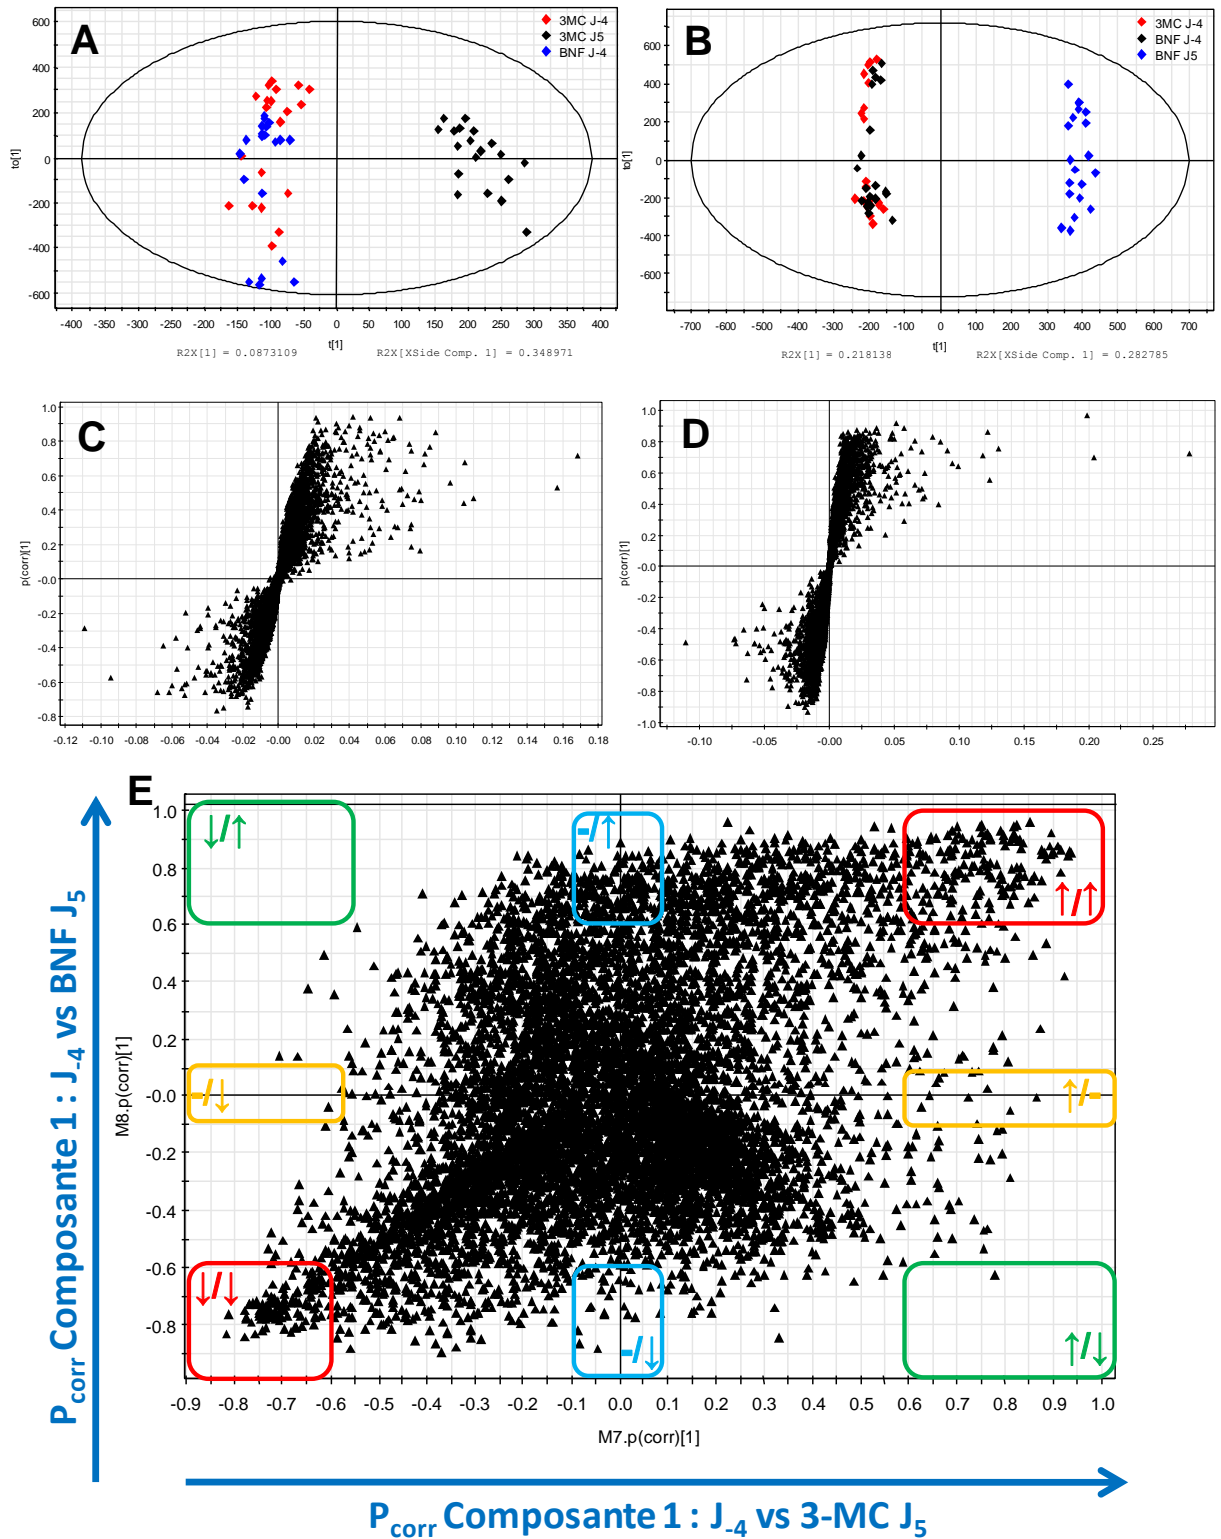 A
3MC J-4
3MC J5
BNF J-4
600
400
200
0
-200
-400
-600
to[1]
-400 -350 -300 -250 -200 -150 -100 -50 0 50 100 150 200 250 300 350 400
t[1]
R2X[1] = 0.0873109
R2X[XSide Comp. 1] = 0.348971
B
3MC J-4
BNF J-4
BNF J5
600
400
200
0
-200
-400
-600
to[1]
-700 -600 -500 -400 -300 -200 -100 0 100 200 300 400 500 600 700
t[1]
R2X[1] = 0.218138
R2X[XSide Comp. 1] = 0.282785
C
1.0
0.8
0.6
0.4
0.2
-0.0
-0.2
-0.4
-0.6
-0.8
p(corr)[1]
-0.12 -0.10 -0.08 -0.06 -0.04 -0.02 -0.00 0.02 0.04 0.06 0.08 0.10 0.12 0.14 0.16 0.18
D
1.0
0.8
0.6
0.4
0.2
-0.0
-0.2
-0.4
-0.6
-0.8
-1.0
p(corr)[1]
-0.10 -0.05 -0.00 0.05 0.10 0.15 0.20 0.25
E
↓/↑
-/↑
↑/↑
-/↓
↑/-
↓/↓
-/↓
↑/↓
1.0
0.8
0.6
0.4
0.2
-0.0
-0.2
-0.4
-0.6
-0.8
M8.p(corr)[1]
Pcorr Composante 1 : J-4 vs BNF J5
-0.9 -0.8 -0.7 -0.6 -0.5 -0.4 -0.3 -0.2 -0.1 0.0 0.1 0.2 0.3 0.4 0.5 0.6 0.7 0.8 0.9 1.0
M7.p(corr)[1]
Pcorr Composante 1 : J-4 vs 3-MC J5